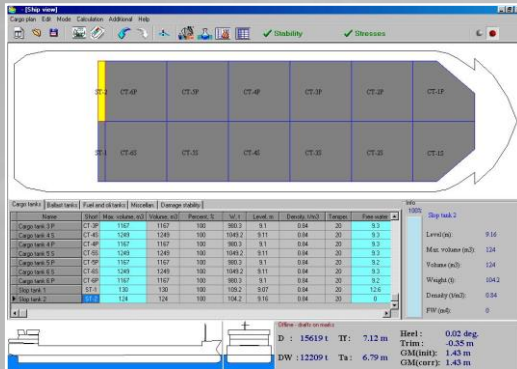 - [Ship view]
Cargo plan Edit Mode Calculation Additional Help
Stability Stresses
ST-2 CT-6P CT-5P CT-4P CT-3P CT-2P CT-1P
ST-1 CT-6S CT-5S CT-4S CT-3S CT-2S CT-1S
Cargo tanks Ballast tanks Fuel and oil tanks Miscellan. Damage stability Info
Name Short Max. volume, m3 Volume, m3 Percent, % W, t Level, m Density, t/m3 Temper. Free water
Cargo tank 3 P CT-3P 1167 1167 100 980.3 9.1 0.84 20 9.3
Cargo tank 4 S CT-4S 1249 1249 100 1049.2 9.11 0.84 20 9.3
Cargo tank 4 P CT-4P 1167 1167 100 980.3 9.1 0.84 20 9.3
Cargo tank 5 S CT-5S 1249 1249 100 1049.2 9.11 0.84 20 9.3
Cargo tank 5 P CT-5P 1167 1167 100 980.3 9.1 0.84 20 9.2
Cargo tank 6 S CT-6S 1249 1249 100 1049.2 9.11 0.84 20 9.3
Cargo tank 6 P CT-6P 1167 1167 100 980.3 9.1 0.84 20 9.2
Slop tank 1 ST-1 130 130 100 109.2 9.07 0.84 20 12.6
Slop tank 2 ST-2 124 124 100 104.2 9.16 0.84 20 0
100%
Slop tank 2
Level (m): 9.16
Max. volume (m3) 124
Volume (m3) 124
Weight (t): 104.2
Density (t/m3) 0.84
FW (m4) 0
Offline - drafts on marks
D : 15619 t Tf : 7.12 m
DW : 12209 t Ta : 6.79 m
Heel : 0.02 deg.
Trim : -0.35 m
GM(init): 1.43 m
GM(corr): 1.43 m